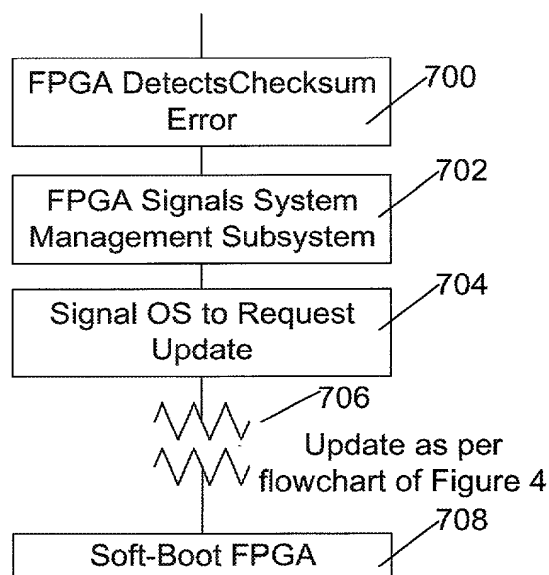 FPGA DetectsChecksum
Error
700
FPGA Signals System
Management Subsystem
702
Signal OS to Request
Update
704
706
Update as per
flowchart of Figure 4
708
Soft-Boot FPGA